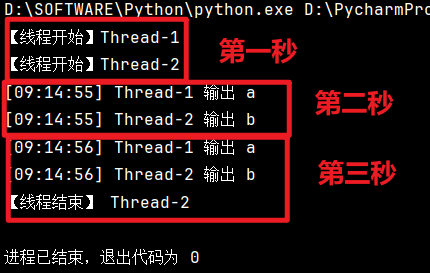 D:\SOFTWARE\Python\python.exe D:\PycharmPro
【线程开始】Thread-1
【线程开始】Thread-2
第一秒
[09:14:55] Thread-1 输出 a
[09:14:55] Thread-2 输出 b
第二秒
[09:14:56] Thread-1 输出 a
[09:14:56] Thread-2 输出 b
【线程结束】 Thread-2
第三秒
进程已结束，退出代码为 0